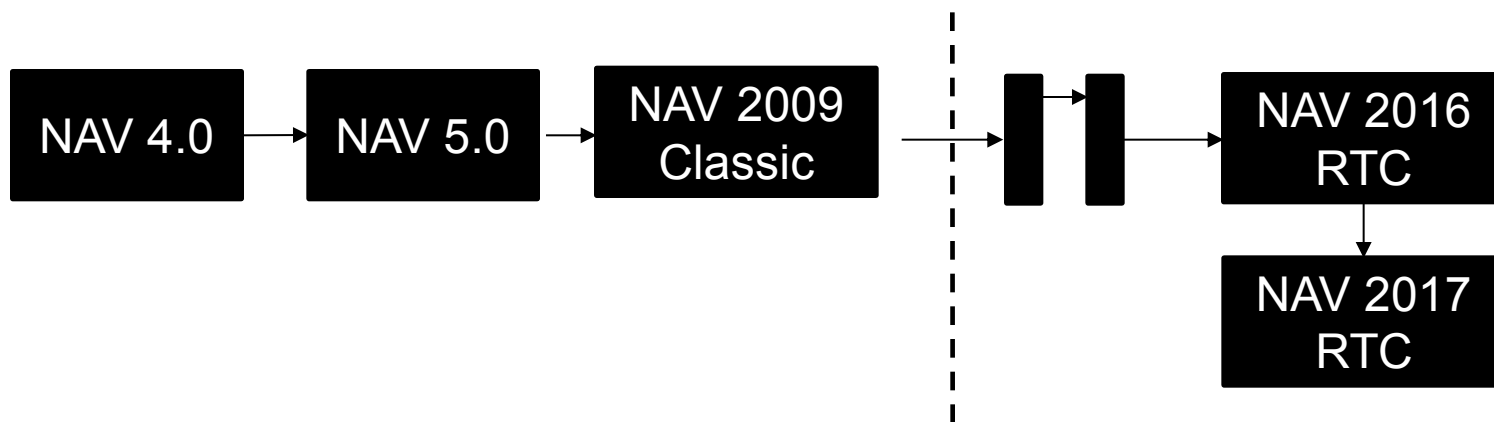 NAV 4.0
NAV 5.0
NAV 2009
Classic
NAV 2016
RTC
NAV 2017
RTC